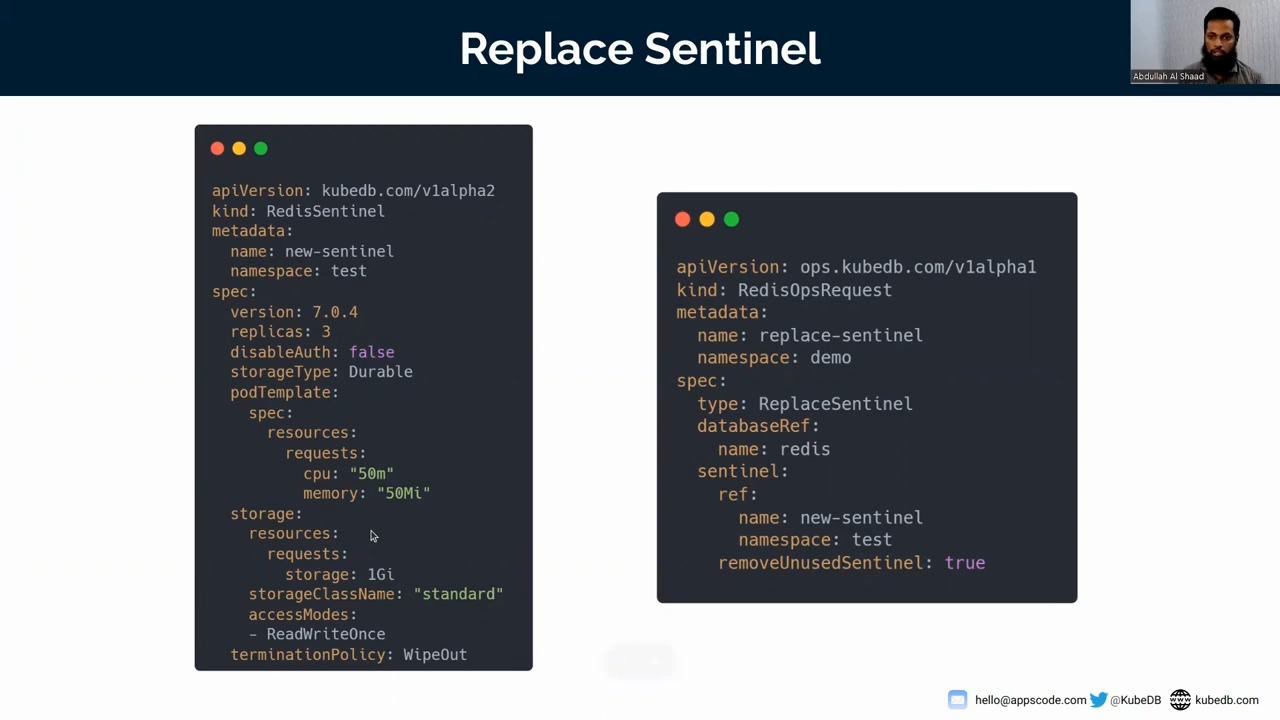 Replace Sentinel
Abdullah Al Shaad
apiVersion: kubedb.com/v1alpha2
kind: RedisSentinel
metadata:
  name: new-sentinel
  namespace: test
spec:
  version: 7.0.4
  replicas: 3
  disableAuth: false
  storageType: Durable
  podTemplate:
    spec:
      resources:
        requests:
          cpu: "50m"
          memory: "50Mi"
  storage:
    resources:
      requests:
        storage: 1Gi
    storageClassName: "standard"
    accessModes:
    - ReadWriteOnce
  terminationPolicy: WipeOut
apiVersion: ops.kubedb.com/v1alpha1
kind: RedisOpsRequest
metadata:
  name: replace-sentinel
  namespace: demo
spec:
  type: ReplaceSentinel
  databaseRef:
    name: redis
  sentinel:
    ref:
      name: new-sentinel
      namespace: test
    removeUnusedSentinel: true
hello@appscode.com @KubeDB kubedb.com